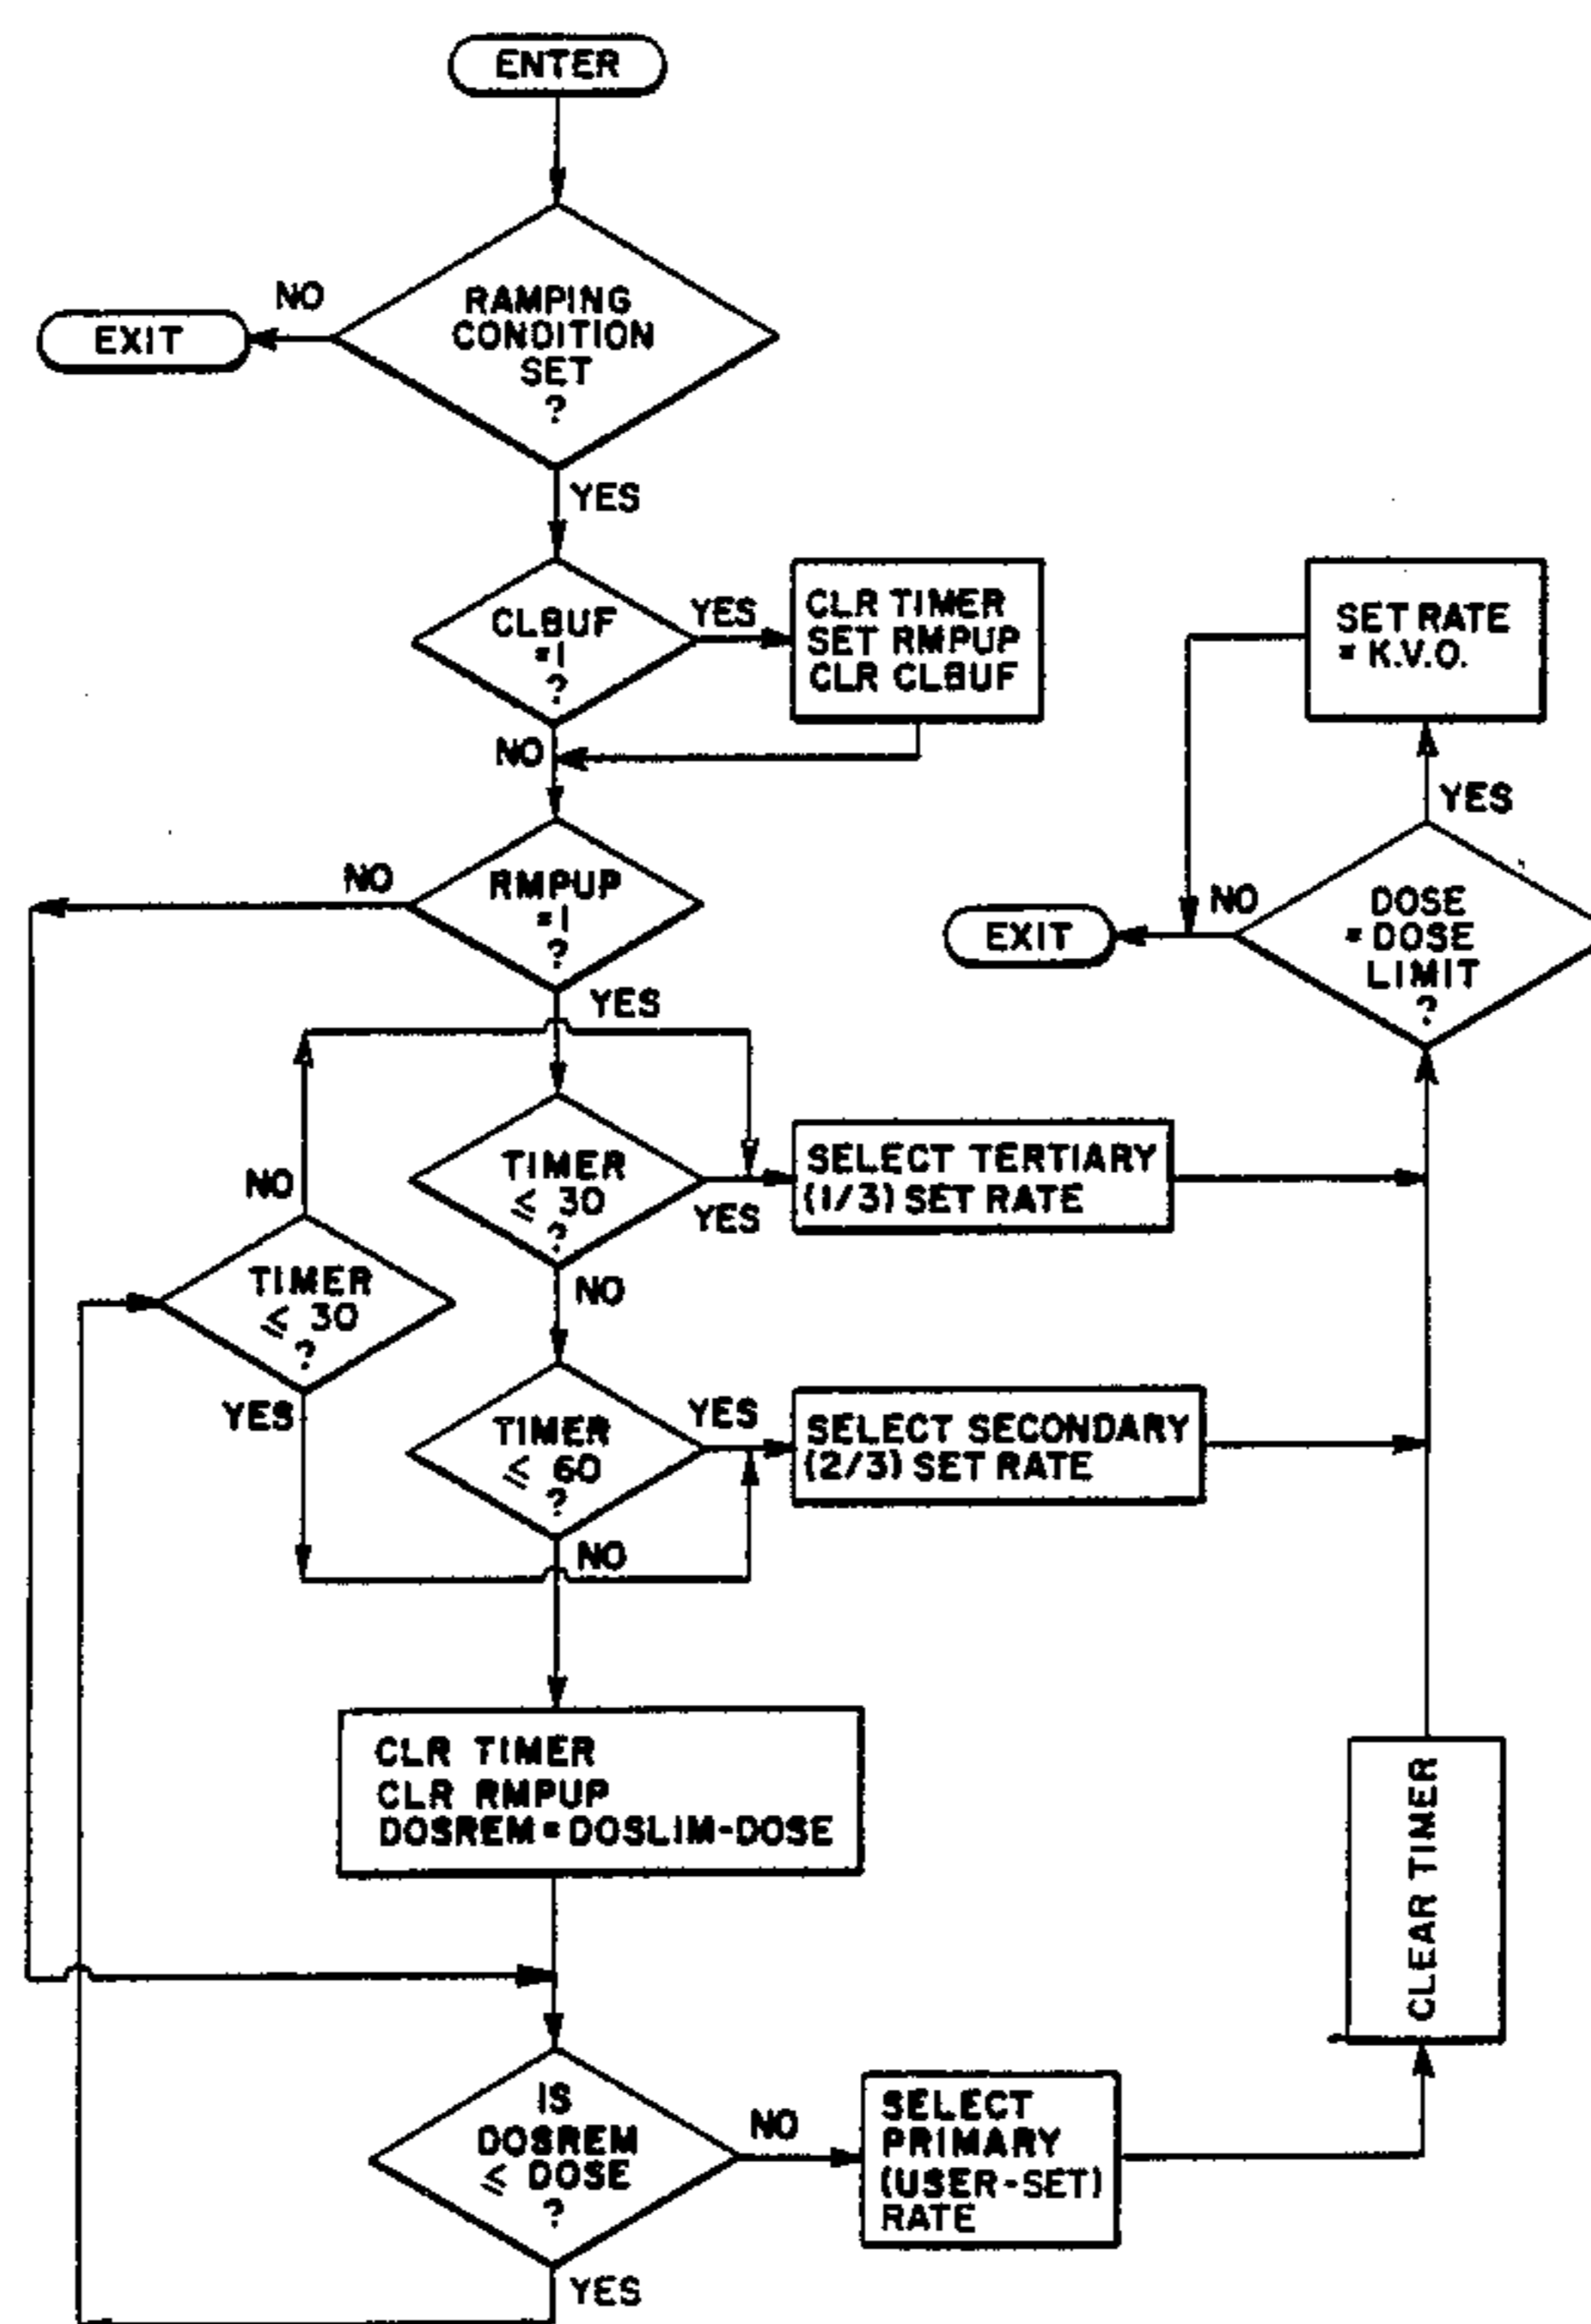 ENTER
RAMPING
CONDITION
SET
?
NO
EXIT
YES
CLBUF
=1
?
YES
CLR TIMER
SET RMPUP
CLR CLBUF
NO
SET RATE
= K.V.O.
YES
RMPUP
=1
?
NO
YES
DOSE
= DOSE
LIMIT
?
NO
EXIT
TIMER
≤ 30
?
YES
SELECT TERTIARY
(1/3) SET RATE
NO
TIMER
≤ 30
?
NO
YES
TIMER
≤ 60
?
YES
SELECT SECONDARY
(2/3) SET RATE
NO
CLR TIMER
CLR RMPUP
DOSREM = DOSLIM-DOSE
CLEAR TIMER
IS
DOSREM
≤ DOSE
?
NO
SELECT
PRIMARY
(USER-SET)
RATE
YES